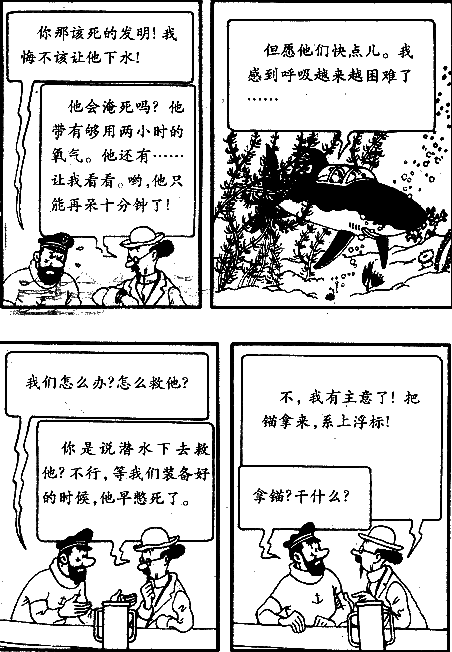 你那该死的发明！我
悔不该让他下水！
他会淹死吗？他
带有够用两小时的
氧气。他还有……
让我看看。哟，他只
能再呆十分钟了！
但愿他们快点儿。我
感到呼吸越来越困难了
……
我们怎么办？怎么救他？
你是说潜水下去救
他？不行，等我们装备好
的时候，他早憋死了。
不，我有主意了！把
锚拿来，系上浮标！
拿锚？干什么？